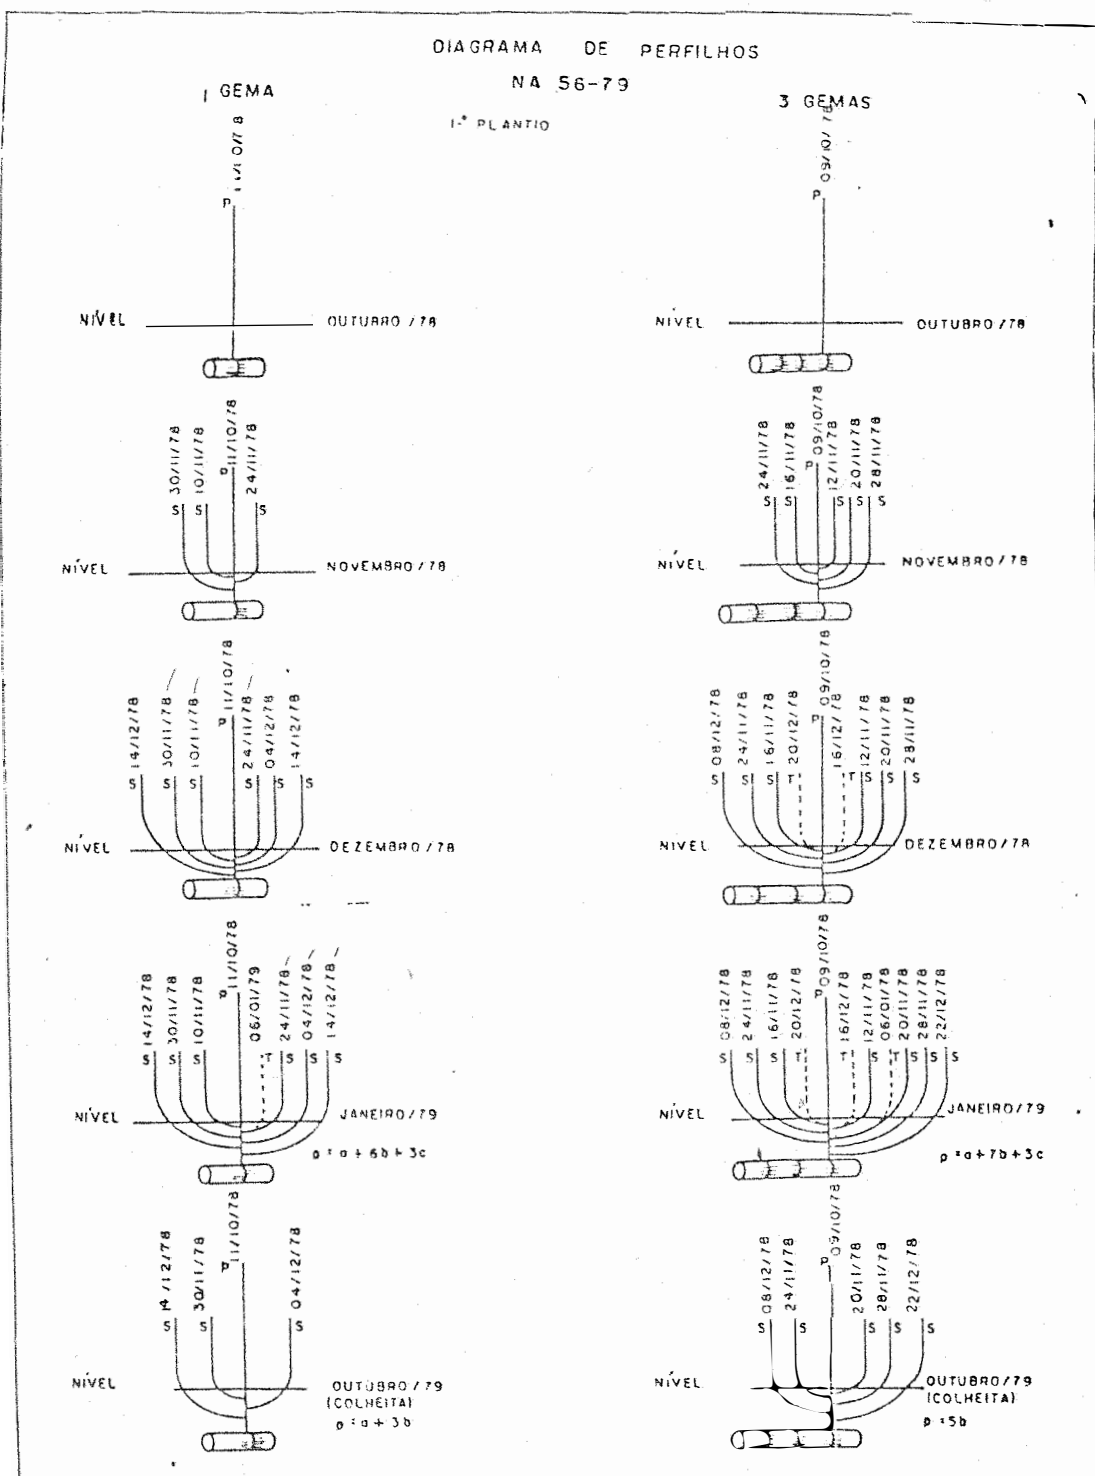 DIAGRAMA DE PERFILHOS
NA 56-79
1 GEMA
3 GEMAS
1.º PLANTIO
11/10/78
P
NÍVEL
OUTUBRO /78
09/10/78
P
NÍVEL
OUTUBRO /78
30/11/78
10/11/78
11/10/78
24/11/78
S
S
P
S
NÍVEL
NOVEMBRO /78
24/11/78
16/11/78
09/10/78
12/11/78
20/11/78
28/11/78
S
S
P
S
S
S
NÍVEL
NOVEMBRO /78
14/12/78
30/11/78
10/11/78
11/10/78
24/11/78
04/12/78
14/12/78
S
S
S
P
S
S
S
NÍVEL
DEZEMBRO /78
08/12/78
24/11/78
16/11/78
20/12/78
09/10/78
16/12/78
12/11/78
20/11/78
28/11/78
S
S
S
T
P
T
S
S
S
NÍVEL
DEZEMBRO/78
14/12/78
30/11/78
10/11/78
11/10/78
06/01/79
24/11/78
04/12/78
14/12/78
S
S
S
P
T
S
S
S
NÍVEL
JANEIRO/79
p = a + 6b + 3c
08/12/78
24/11/78
16/11/78
20/12/78
09/10/78
16/12/78
12/11/78
06/01/78
20/11/78
28/11/78
22/12/78
S
S
S
T
P
T
S
T
S
S
S
NÍVEL
JANEIRO/79
p = a + 7b + 3c
14/12/78
30/11/78
11/10/78
04/12/78
S
S
P
S
NÍVEL
OUTUBRO /79
(COLHEITA)
p = a + 3b
08/12/78
24/11/78
09/10/78
20/11/78
28/11/78
22/12/78
S
S
P
S
S
S
NÍVEL
OUTUBRO/79
(COLHEITA)
p = 5b